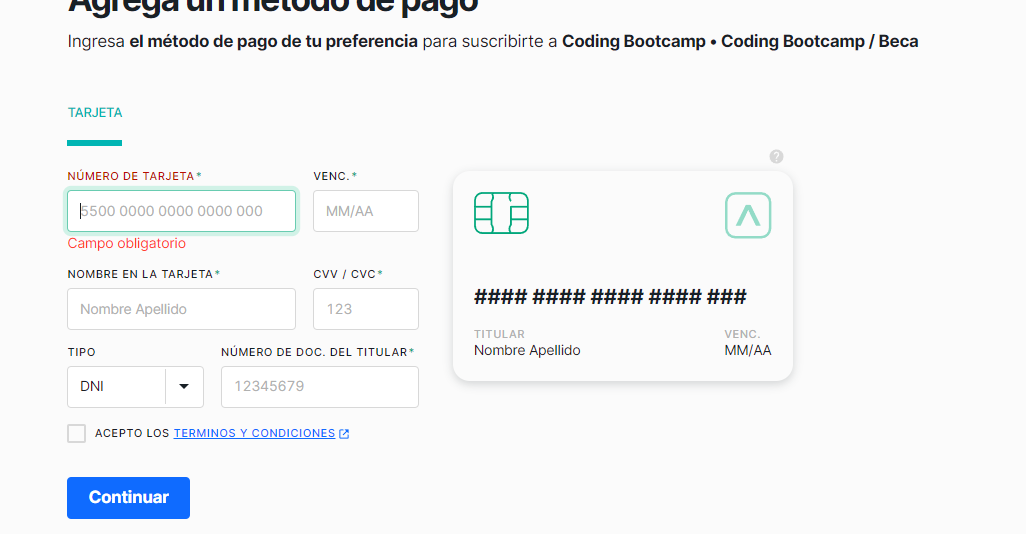 Agrega un método de pago
Ingresa el método de pago de tu preferencia para suscribirte a Coding Bootcamp • Coding Bootcamp / Beca
TARJETA
NÚMERO DE TARJETA*
VENC.*
5500 0000 0000 0000 000
MM/AA
Campo obligatorio
NOMBRE EN LA TARJETA*
CVV / CVC*
Nombre Apellido
123
TIPO
NÚMERO DE DOC. DEL TITULAR*
DNI
12345679
ACEPTO LOS TERMINOS Y CONDICIONES
Continuar
?
#### #### #### #### ###
TITULAR
VENC.
Nombre Apellido
MM/AA